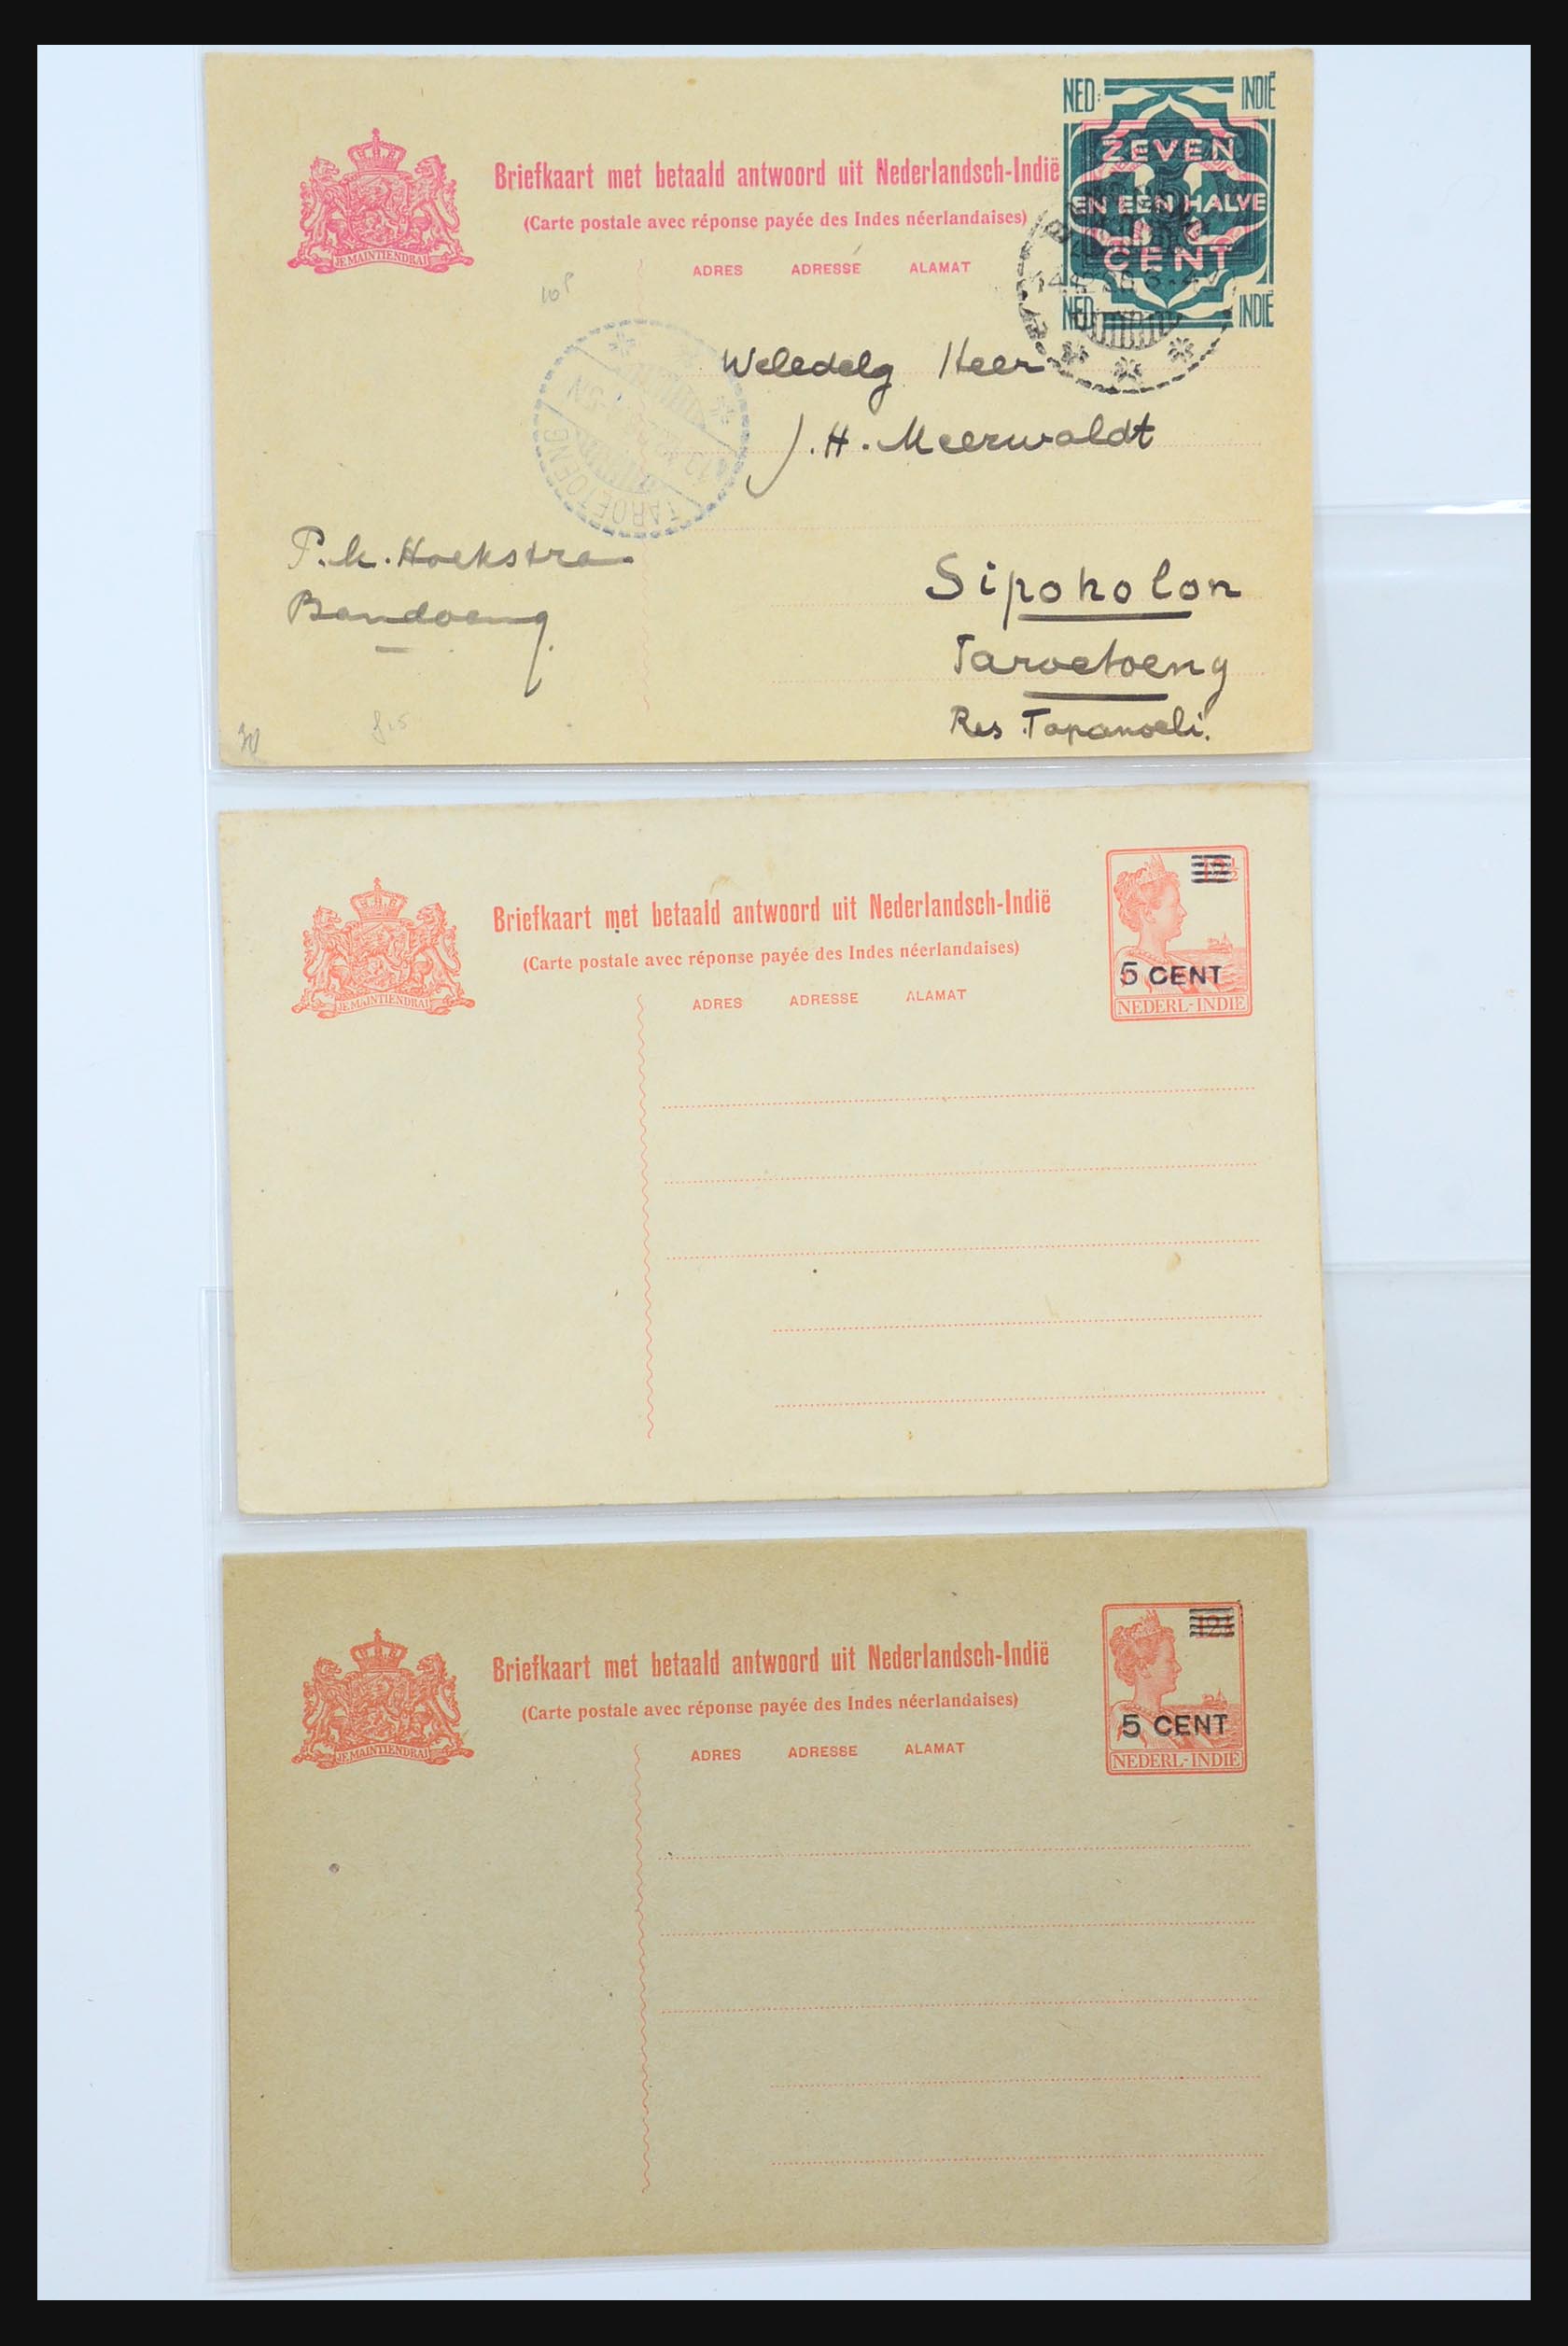 NED: INDIË
ZEVEN
EN EEN HALVE
CENT
NED: INDIË
JE MAINTIENDRAI
Briefkaart met betaald antwoord uit Nederlandsch-Indië
(Carte postale avec réponse payée des Indes néerlandaises)
ADRES ADRESSE ALAMAT
Weledelg Heer
J.H. Meerwaldt
TAROETOENG
P.h. Hoekstra
Bandoeng.
Sipoholon
Taroetoeng
Res Tapanoeli.
JE MAINTIENDRAI
Briefkaart met betaald antwoord uit Nederlandsch-Indië
(Carte postale avec réponse payée des Indes néerlandaises)
ADRES ADRESSE ALAMAT
12½
5 CENT
NEDERL-INDIE
JE MAINTIENDRAI
Briefkaart met betaald antwoord uit Nederlandsch-Indië
(Carte postale avec réponse payée des Indes néerlandaises)
ADRES ADRESSE ALAMAT
12½
5 CENT
NEDERL-INDIE